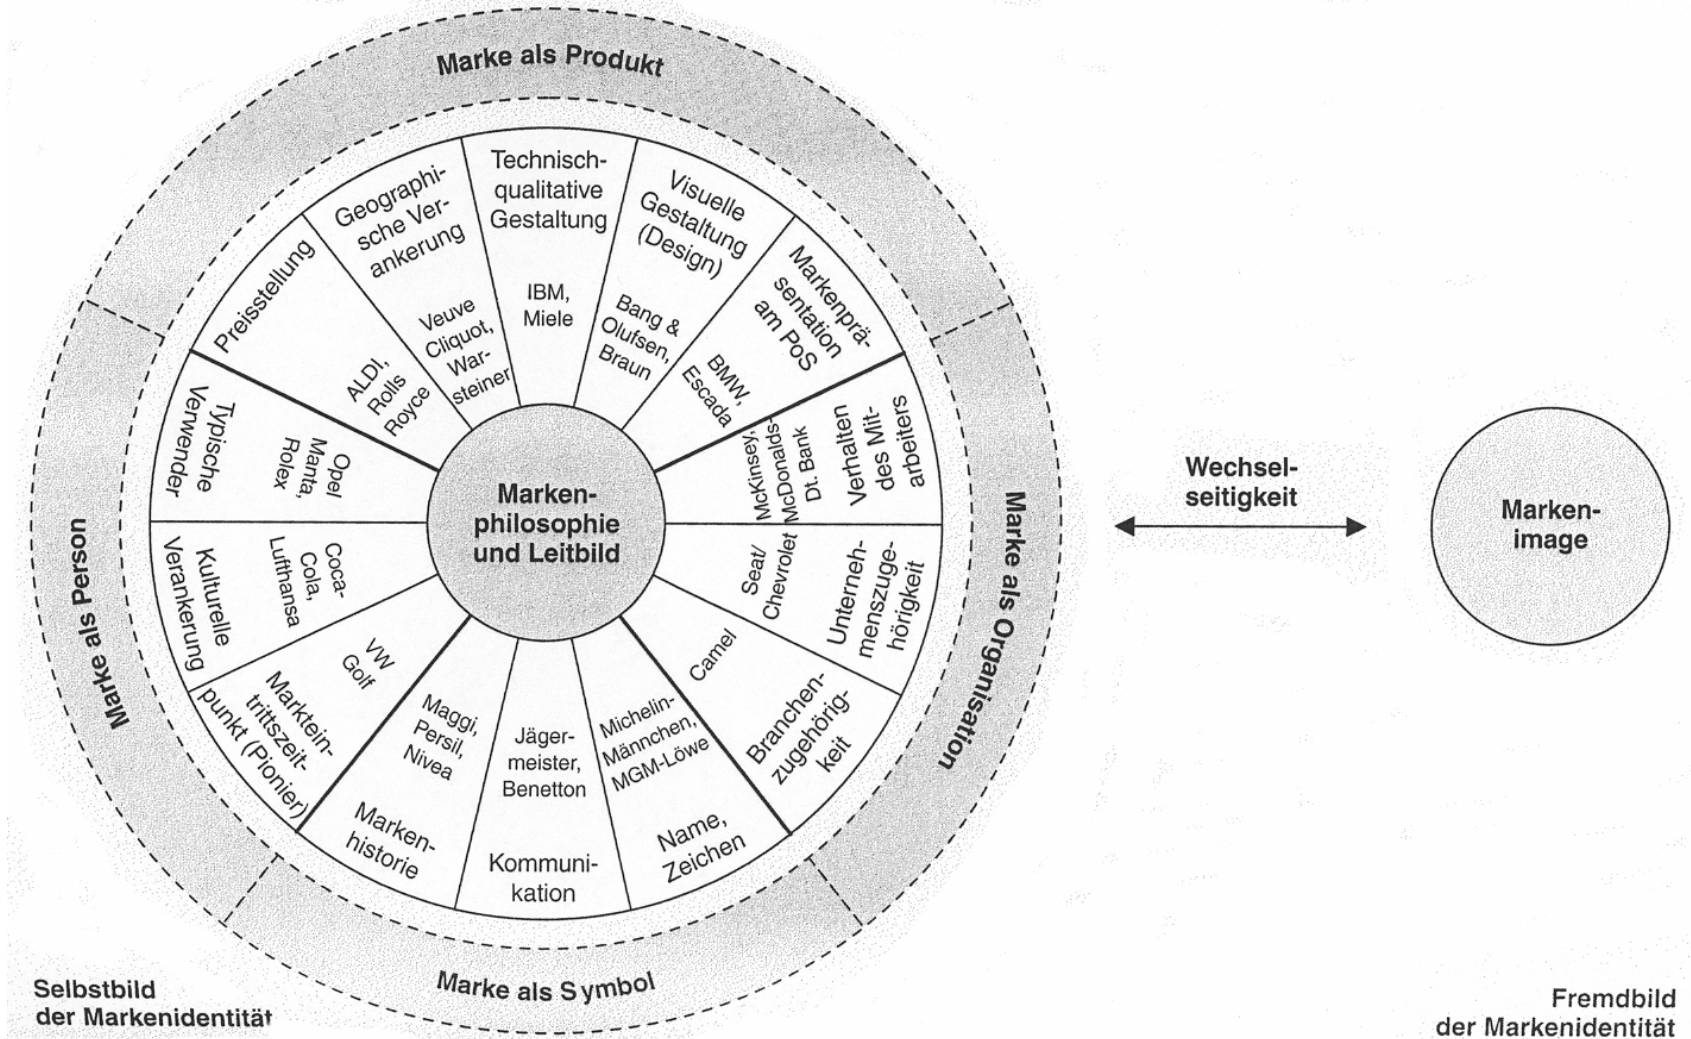 Marke als Produkt
Technisch-
qualitative
Gestaltung
IBM,
Miele
Visuelle
Gestaltung
(Design)
Bang &
Olufsen,
Braun
Markenprä-
sentation
am PoS
BMW,
Escada
Marke als Organisation
Verhalten
des Mit-
arbeiters
McKinsey,
McDonalds-
Dt. Bank
Unterneh-
menszuge-
hörigkeit
Seat/
Chevrolet
Branchen-
zugehörig-
keit
Camel
Marke als Symbol
Name,
Zeichen
Michelin-
Männchen,
MGM-Löwe
Kommuni-
kation
Jäger-
meister,
Benetton
Marken-
historie
Maggi,
Persil,
Nivea
Marke als Person
Marktein-
trittszeit-
punkt (Pionier)
VW
Golf
Kulturelle
Verankerung
Coca-
Cola,
Lufthansa
Typische
Verwender
Opel
Manta,
Rolex
Preisstellung
ALDI,
Rolls
Royce
Geographi-
sche Ver-
ankerung
Veuve
Cliquot,
War-
steiner
Marken-
philosophie
und Leitbild
Wechsel-
seitigkeit
Marken-
image
Selbstbild
der Markenidentität
Fremdbild
der Markenidentität